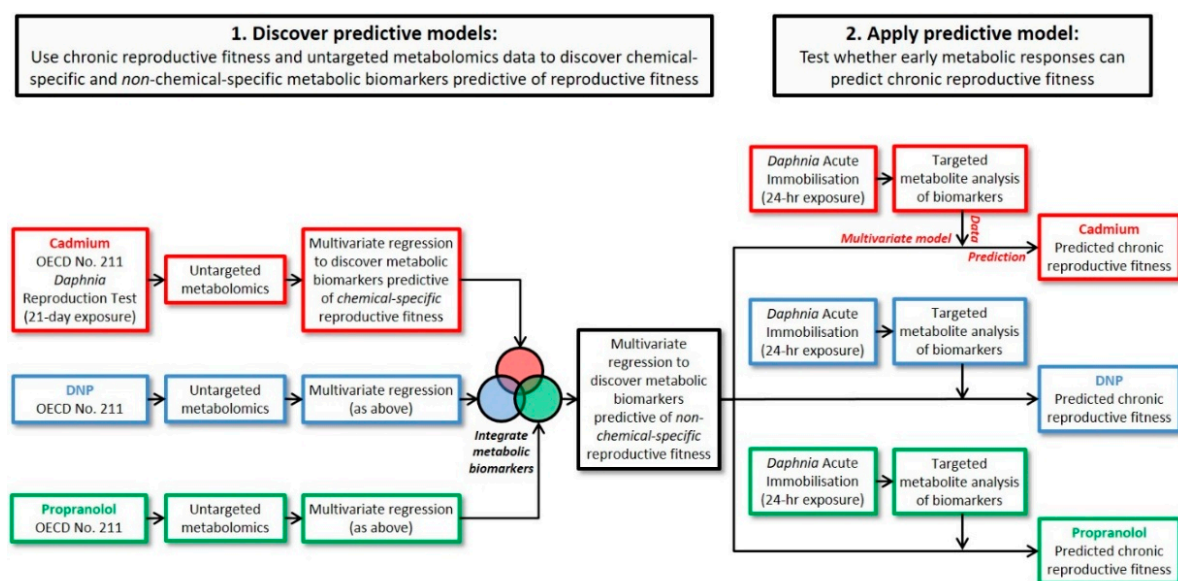 1. Discover predictive models:
Use chronic reproductive fitness and untargeted metabolomics data to discover chemical-
specific and non-chemical-specific metabolic biomarkers predictive of reproductive fitness
2. Apply predictive model:
Test whether early metabolic responses can
predict chronic reproductive fitness
Cadmium
OECD No. 211
Daphnia
Reproduction Test
(21-day exposure)
Untargeted
metabolomics
Multivariate regression
to discover metabolic
biomarkers predictive
of chemical-specific
reproductive fitness
DNP
OECD No. 211
Untargeted
metabolomics
Multivariate regression
(as above)
Propranolol
OECD No. 211
Untargeted
metabolomics
Multivariate regression
(as above)
Integrate
metabolic
biomarkers
Multivariate
regression to
discover metabolic
biomarkers
predictive of non-
chemical-specific
reproductive fitness
Daphnia Acute
Immobilisation
(24-hr exposure)
Targeted
metabolite analysis
of biomarkers
Multivariate model
Data
Prediction
Cadmium
Predicted chronic
reproductive fitness
Daphnia Acute
Immobilisation
(24-hr exposure)
Targeted
metabolite analysis
of biomarkers
DNP
Predicted chronic
reproductive fitness
Daphnia Acute
Immobilisation
(24-hr exposure)
Targeted
metabolite analysis
of biomarkers
Propranolol
Predicted chronic
reproductive fitness